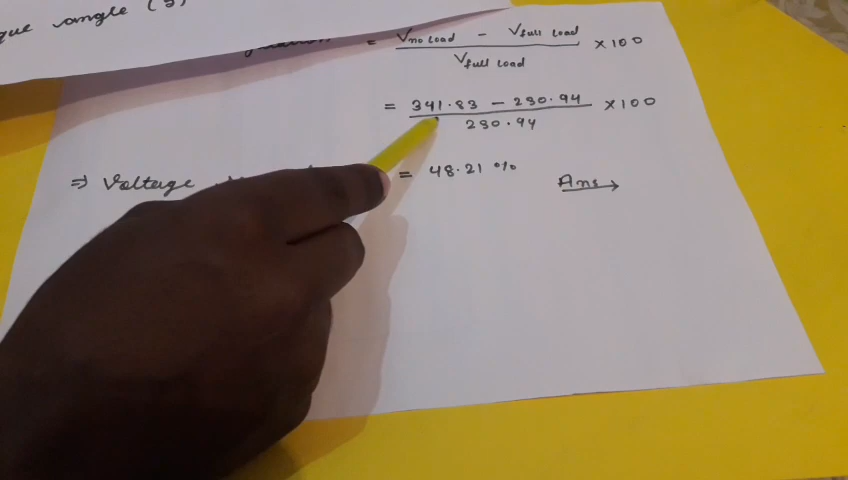 que angle (δ)
= V no load - V full load / V full load × 100
= 341.83 - 230.94 / 230.94 × 100
⇒ Voltage = 48.21 % Ans →